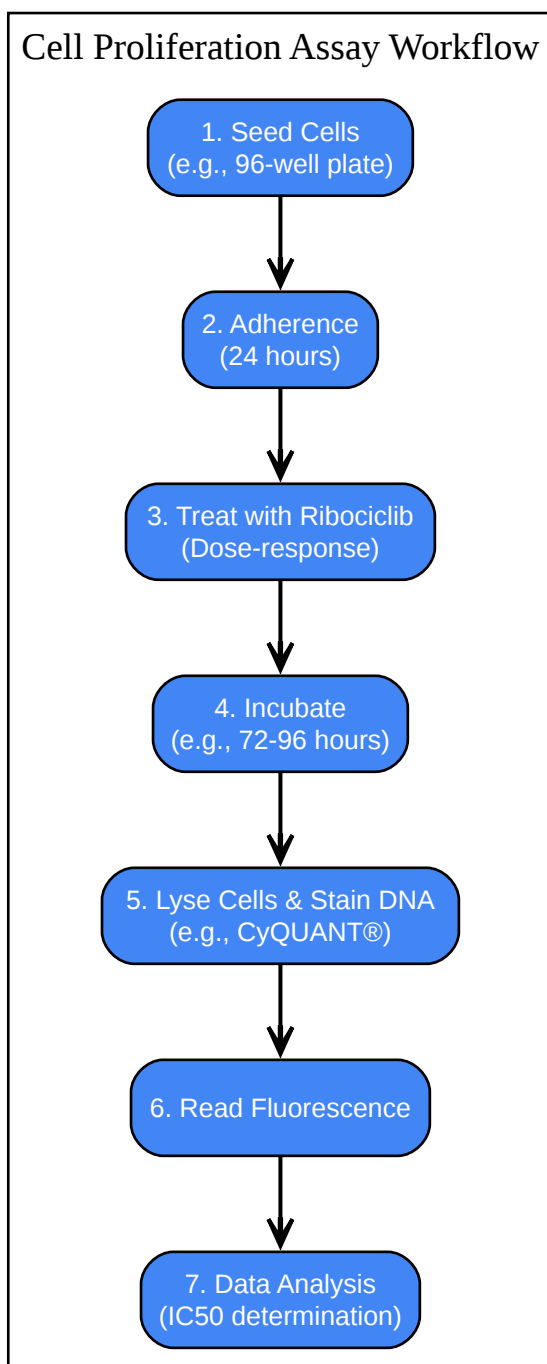 Cell Proliferation Assay Workflow
1. Seed Cells
(e.g., 96-well plate)
2. Adherence
(24 hours)
3. Treat with Ribociclib
(Dose-response)
4. Incubate
(e.g., 72-96 hours)
5. Lyse Cells & Stain DNA
(e.g., CyQUANT®)
6. Read Fluorescence
7. Data Analysis
(IC50 determination)